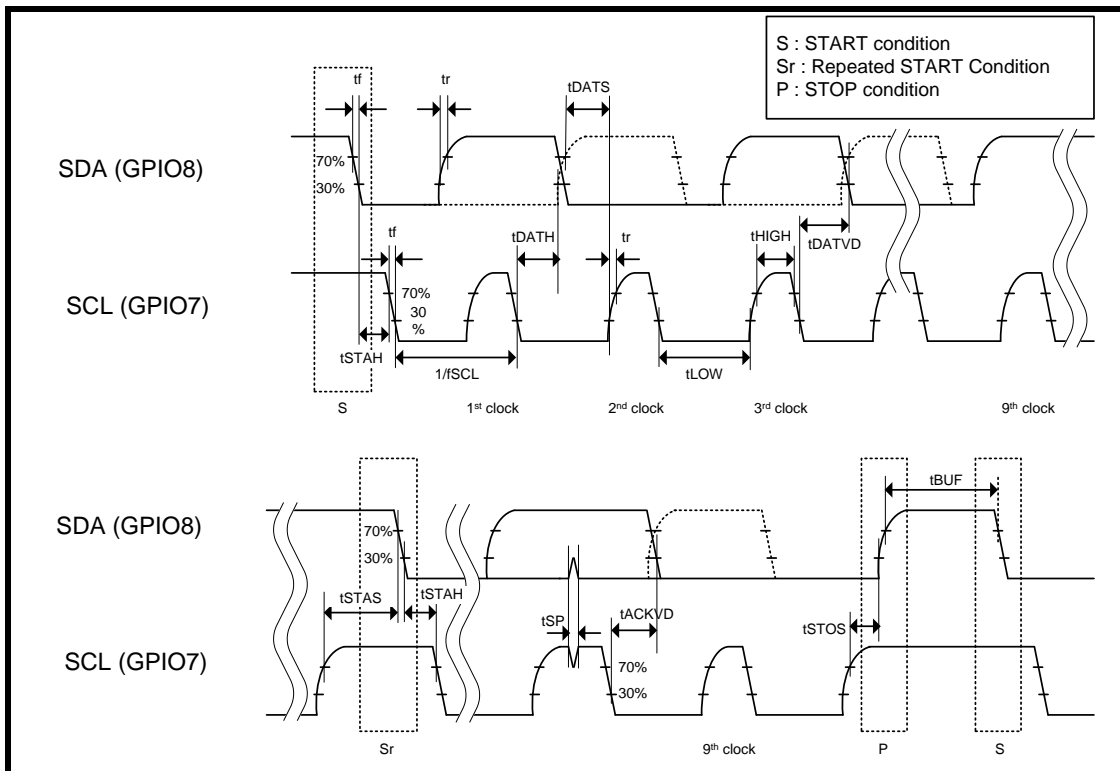 S : START condition
Sr : Repeated START Condition
P : STOP condition
tf
tr
tDATS
SDA (GPIO8)
70%
30%
tf
tDATH
tr
tHIGH
tDATVD
SCL (GPIO7)
70%
30
%
tSTAH
1/fSCL
tLOW
S
1st clock
2nd clock
3rd clock
9th clock
tBUF
SDA (GPIO8)
70%
30%
tSTAS
tSTAH
tSP
tACKVD
tSTOS
SCL (GPIO7)
70%
30%
Sr
9th clock
P
S